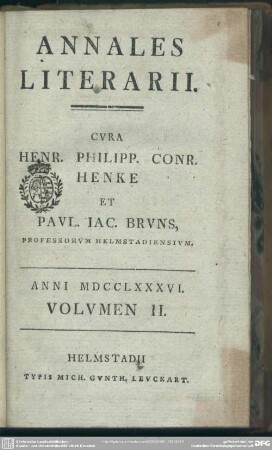 ANNALES
LITERARII.
CVRA
HENR. PHILIPP. CONR.
HENKE
ET
PAVL. IAC. BRVNS,
PROFESSORVM HELMSTADIENSIVM,
ANNI MDCCLXXXVI.
VOLVMEN II.
HELMSTADII
TYPIS MICH. GVNTH. LEVCKART.
DFG